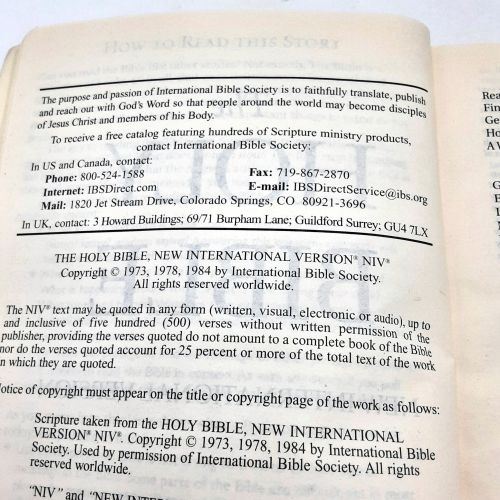 HOW TO READ THIS STORY
The purpose and passion of International Bible Society is to faithfully translate, publish
and reach out with God's Word so that people around the world may become disciples
of Jesus Christ and members of his Body.
To receive a free catalog featuring hundreds of Scripture ministry products,
contact International Bible Society:
In US and Canada, contact:
Phone: 800-524-1588 Fax: 719-867-2870
Internet: IBSDirect.com E-mail: IBSDirectService@ibs.org
Mail: 1820 Jet Stream Drive, Colorado Springs, CO 80921-3696
In UK, contact: 3 Howard Buildings; 69/71 Burpham Lane; Guildford Surrey; GU4 7LX
THE HOLY BIBLE, NEW INTERNATIONAL VERSION® NIV®
Copyright © 1973, 1978, 1984 by International Bible Society.
All rights reserved worldwide.
The NIV® text may be quoted in any form (written, visual, electronic or audio), up to
and inclusive of five hundred (500) verses without written permission of the
publisher, providing the verses quoted do not amount to a complete book of the Bible
nor do the verses quoted account for 25 percent or more of the total text of the work
n which they are quoted.
otice of copyright must appear on the title or copyright page of the work as follows:
Scripture taken from the HOLY BIBLE, NEW INTERNATIONAL
VERSION® NIV®. Copyright © 1973, 1978, 1984 by International Bible
Society. Used by permission of International Bible Society. All rights
reserved worldwide.
"NIV" and "NEW
Rea
Fin
Ge
Ho
A V